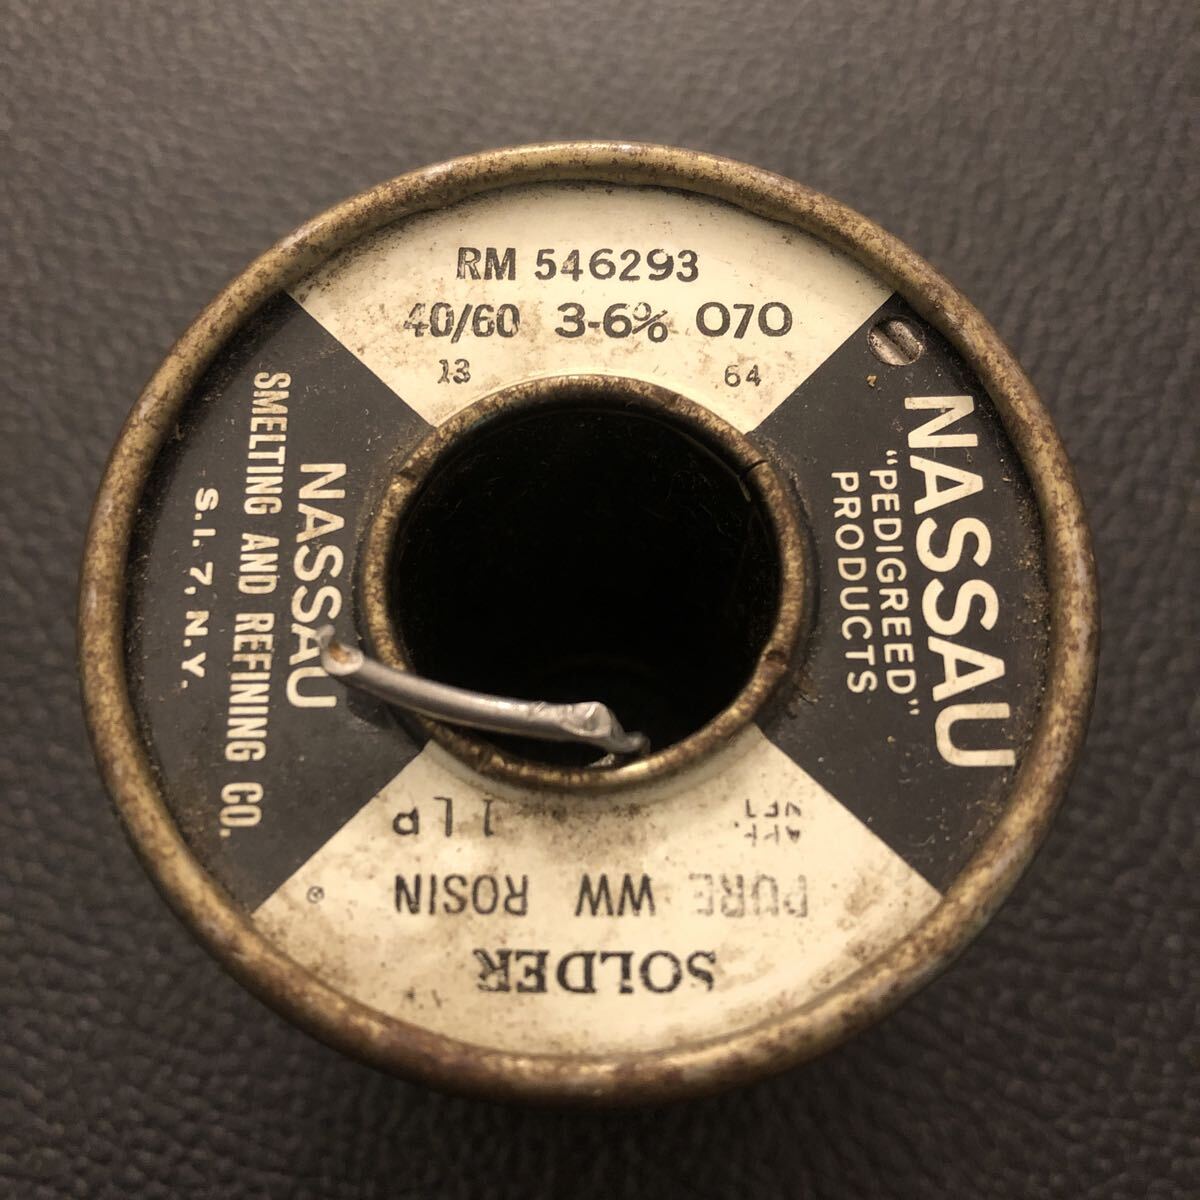 RM 546293
40/60 3-6% 070
13 64
NASSAU
"PEDIGREED"
PRODUCTS
NASSAU
SMELTING AND REFINING CO.
S.I. 7, N.Y.
SOLDER
PURE WW ROSIN
1 L